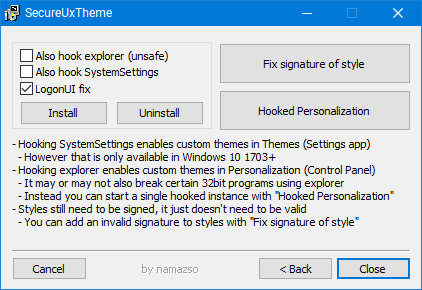 SecureUxTheme
Also hook explorer (unsafe)
Also hook SystemSettings
LogonUI fix
Install
Uninstall
Fix signature of style
Hooked Personalization
- Hooking SystemSettings enables custom themes in Themes (Settings app)
- However that is only available in Windows 10 1703+
- Hooking explorer enables custom themes in Personalization (Control Panel)
- It may or may not also break certain 32bit programs using explorer
- Instead you can start a single hooked instance with "Hooked Personalization"
- Styles still need to be signed, it just doesn't need to be valid
- You can add an invalid signature to styles with "Fix signature of style"
Cancel
by namazso
< Back
Close